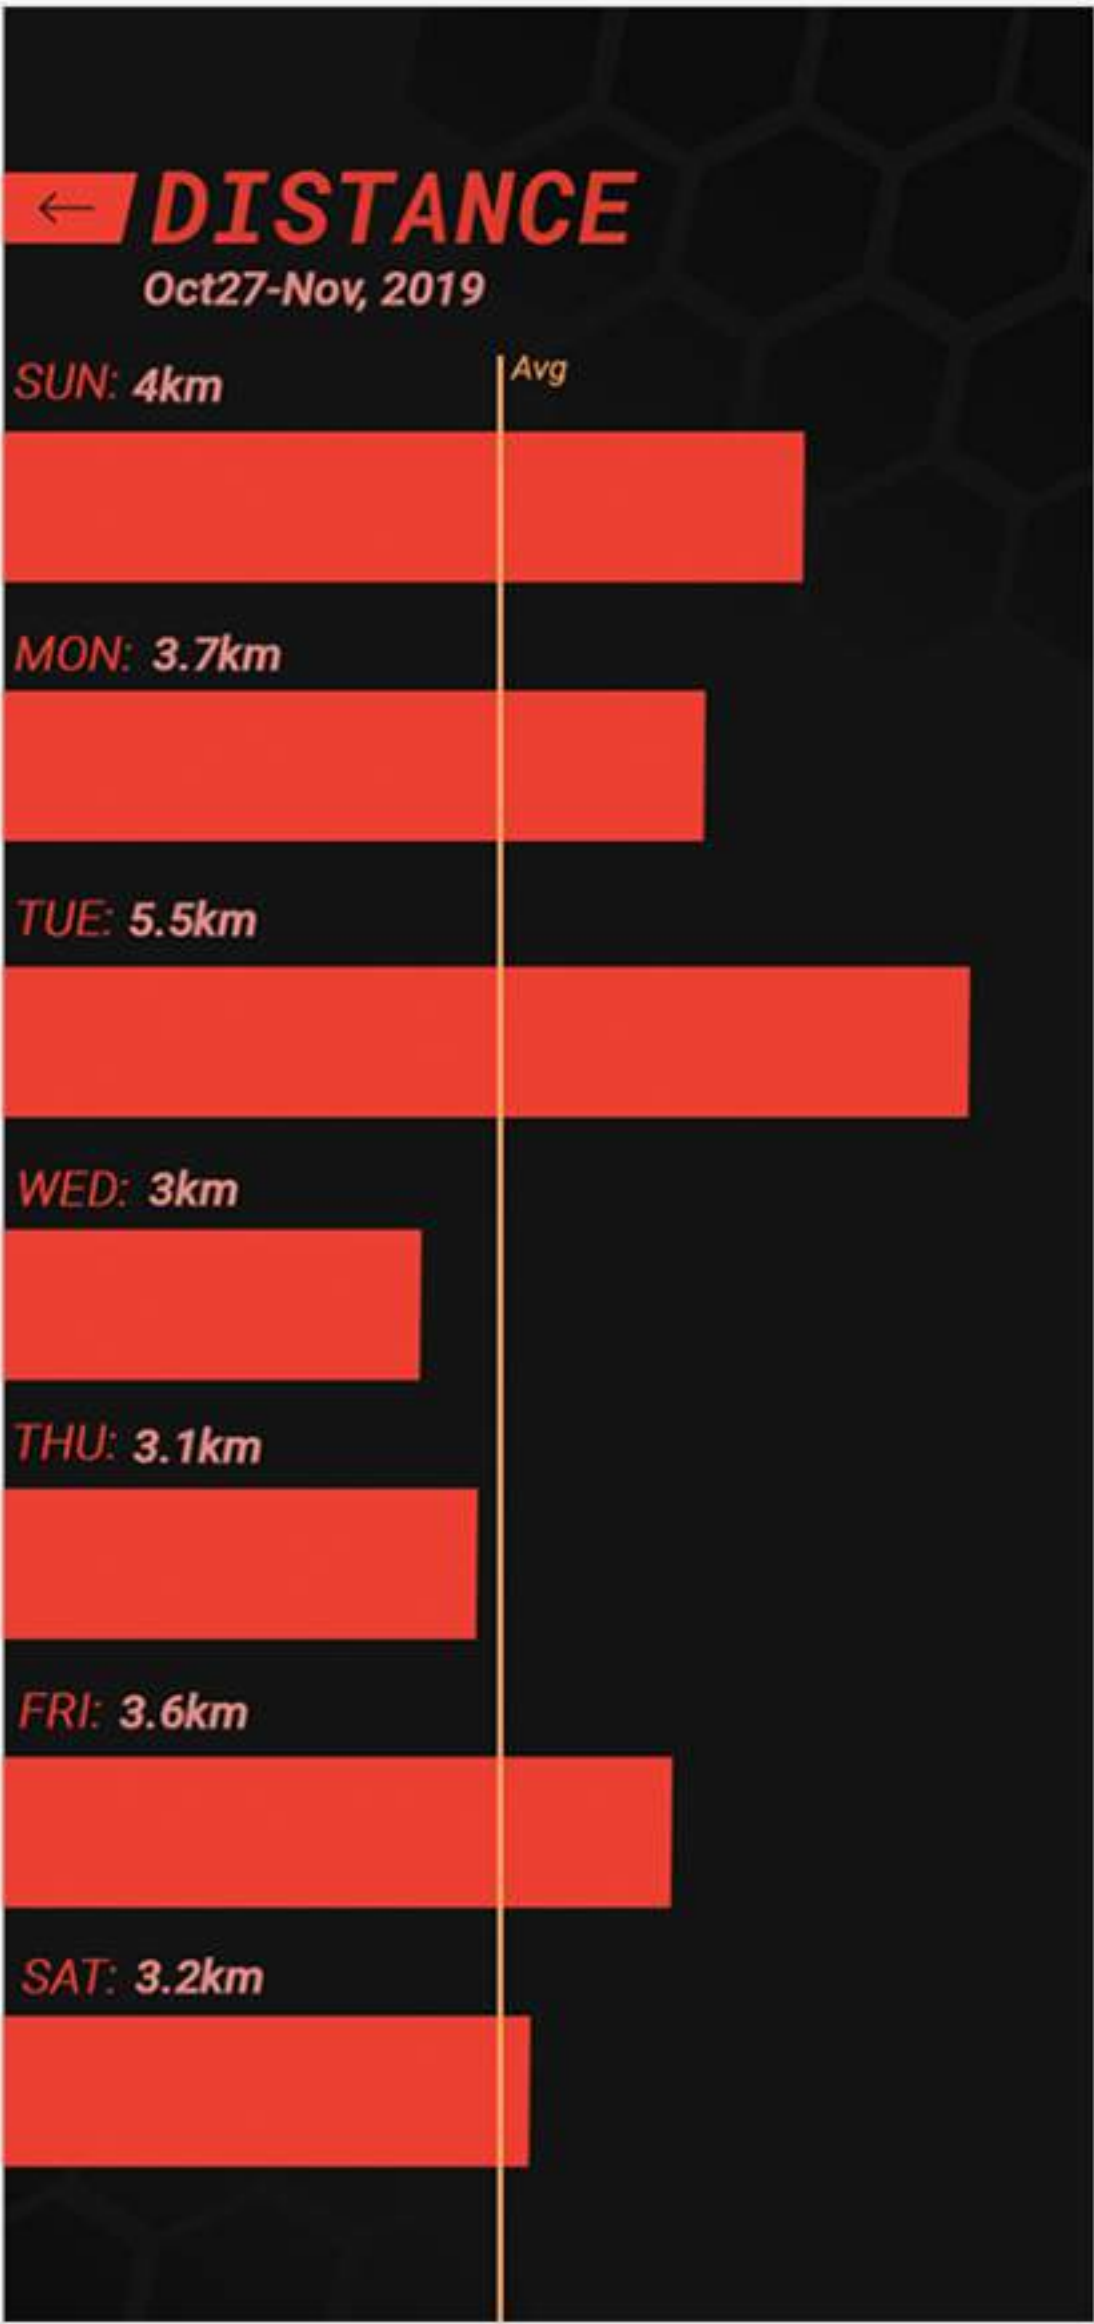 DISTANCE
Oct27-Nov, 2019
SUN: 4km
Avg
MON: 3.7km
TUE: 5.5km
WED: 3km
THU: 3.1km
FRI: 3.6km
SAT: 3.2km